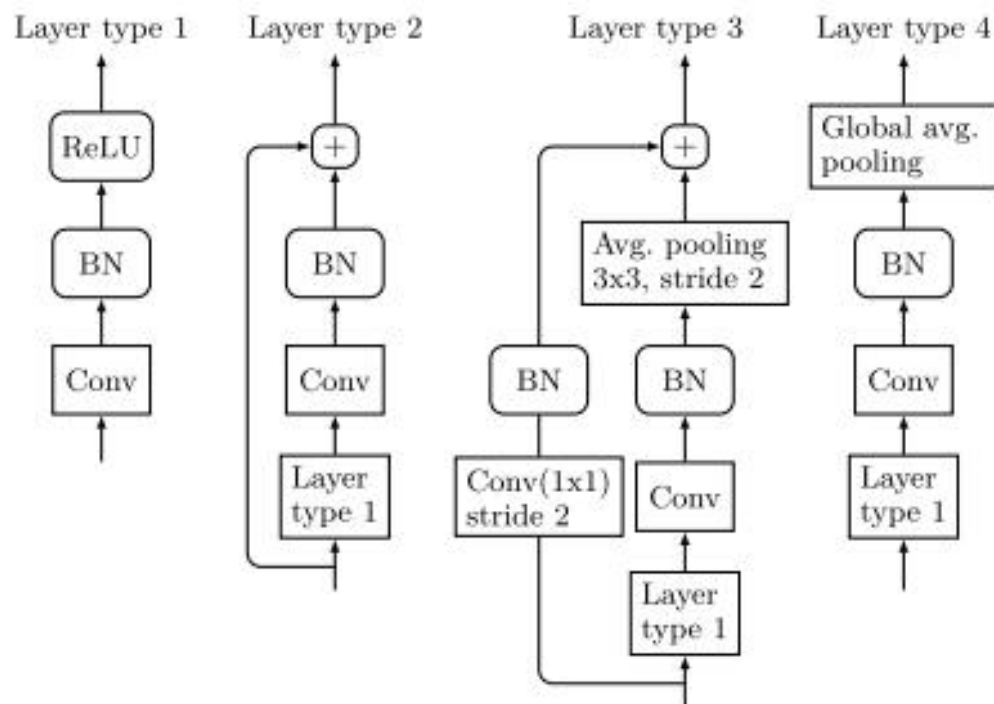 Layer type 1
ReLU
BN
Conv
Layer type 2
+
BN
Conv
Layer
type 1
Layer type 3
+
Avg. pooling
3x3, stride 2
BN
BN
Conv(1x1)
stride 2
Conv
Layer
type 1
Layer type 4
Global avg.
pooling
BN
Conv
Layer
type 1